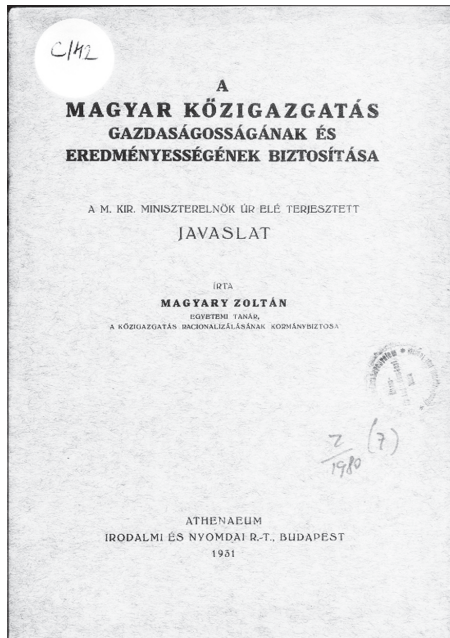 C/42
A
MAGYAR KÖZIGAZGATÁS
GAZDASÁGOSSÁGÁNAK ÉS
EREDMÉNYESSÉGÉNEK BIZTOSÍTÁSA
A M. KIR. MINISZTERELNÖK ÚR ELÉ TERJESZTETT
JAVASLAT
ÍRTA
MAGYARY ZOLTÁN
EGYETEMI TANÁR,
A KÖZIGAZGATÁS RACIONALIZÁLÁSÁNAK KORMÁNYBIZTOSA
(7)
1980
ATHENAEUM
IRODALMI ÉS NYOMDAI R.-T., BUDAPEST
1931